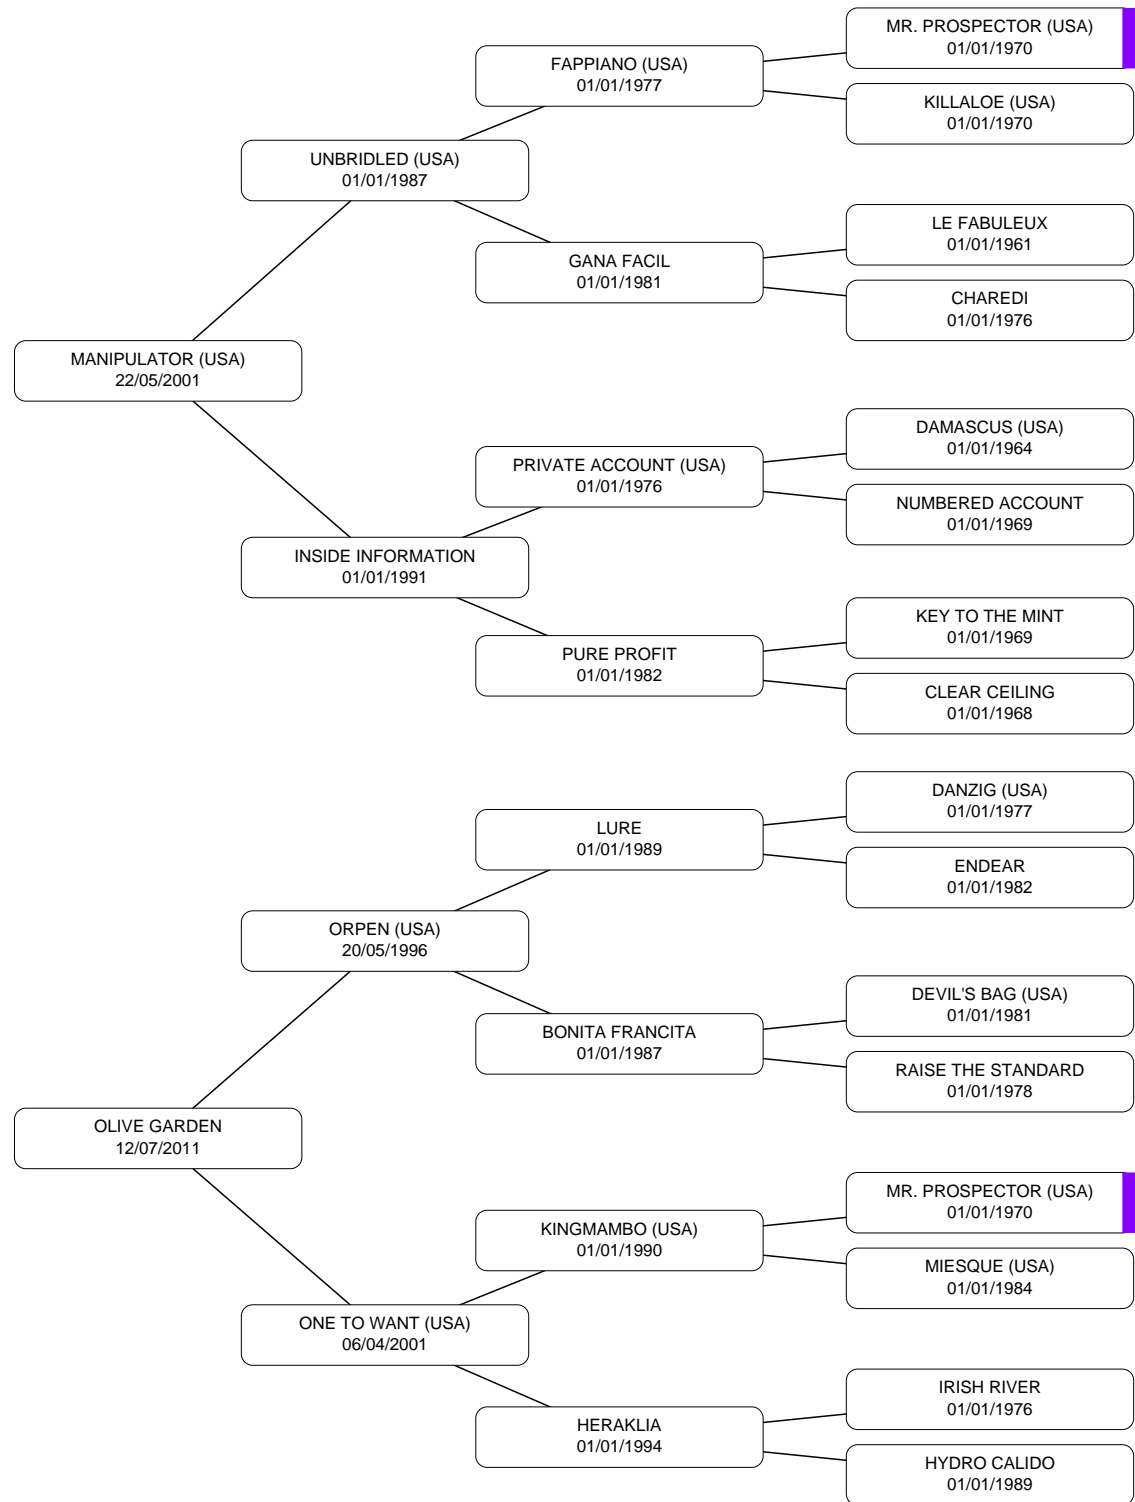 MR. PROSPECTOR (USA)
01/01/1970
FAPPIANO (USA)
01/01/1977
KILLALOE (USA)
01/01/1970
UNBRIDLED (USA)
01/01/1987
LE FABULEUX
01/01/1961
GANA FACIL
01/01/1981
CHAREDI
01/01/1976
MANIPULATOR (USA)
22/05/2001
DAMASCUS (USA)
01/01/1964
PRIVATE ACCOUNT (USA)
01/01/1976
NUMBERED ACCOUNT
01/01/1969
INSIDE INFORMATION
01/01/1991
KEY TO THE MINT
01/01/1969
PURE PROFIT
01/01/1982
CLEAR CEILING
01/01/1968
DANZIG (USA)
01/01/1977
LURE
01/01/1989
ENDEAR
01/01/1982
ORPEN (USA)
20/05/1996
DEVIL'S BAG (USA)
01/01/1981
BONITA FRANCITA
01/01/1987
RAISE THE STANDARD
01/01/1978
OLIVE GARDEN
12/07/2011
MR. PROSPECTOR (USA)
01/01/1970
KINGMAMBO (USA)
01/01/1990
MIESQUE (USA)
01/01/1984
ONE TO WANT (USA)
06/04/2001
IRISH RIVER
01/01/1976
HERAKLIA
01/01/1994
HYDRO CALIDO
01/01/1989